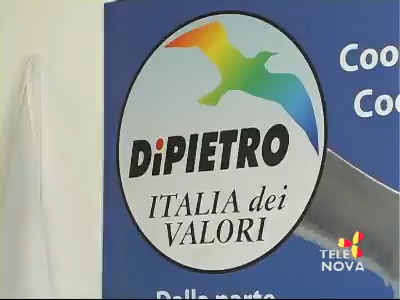 Coo
Coo
DiPIETRO
ITALIA dei
VALORI
Dalla parte
TELE
NOVA